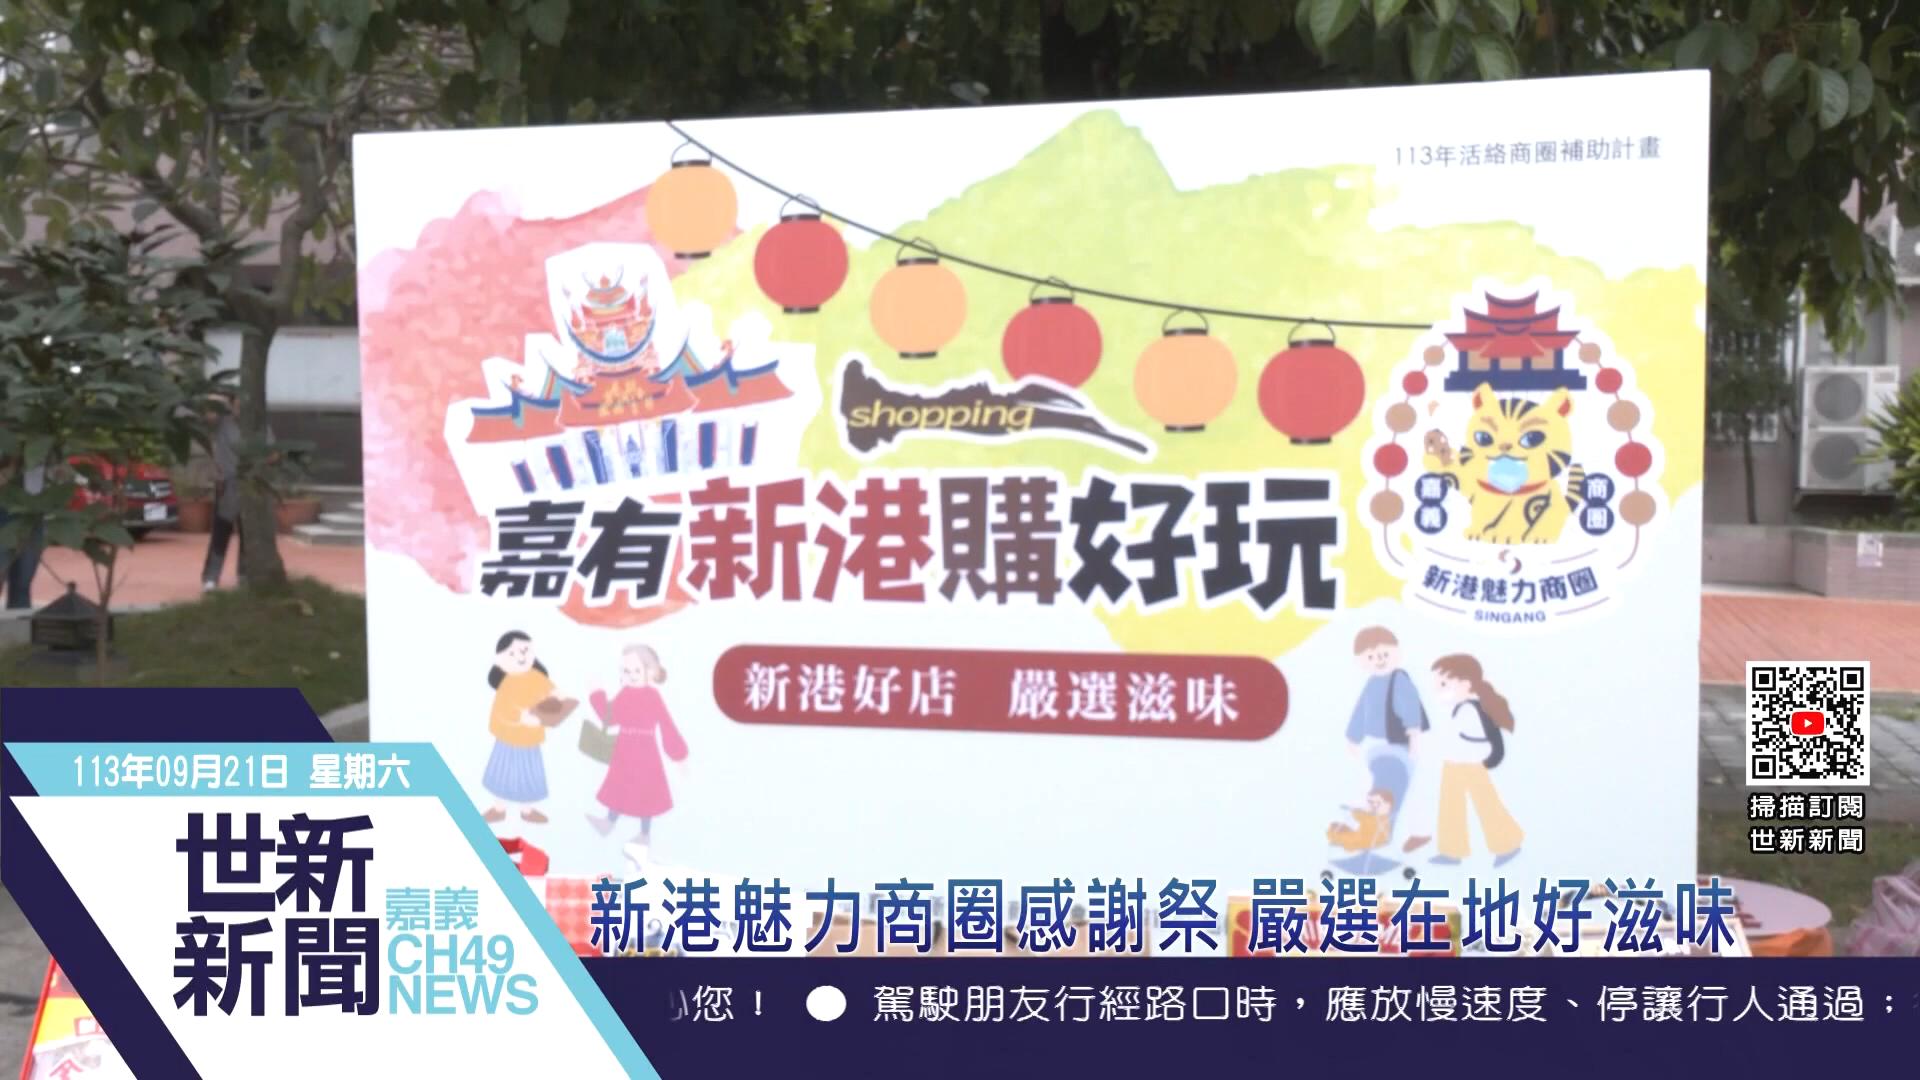 113年活絡商圈補助計畫
shopping
嘉有新港購好玩
嘉義
商圈
新港魅力商圈
SINGANG
新港好店 嚴選滋味
掃描訂閱
世新新聞
113年09月21日 星期六
世新
新聞
嘉義
CH49
NEWS
新港魅力商圈感謝祭 嚴選在地好滋味
您！ ● 駕駛朋友行經路口時，應放慢速度、停讓行人通過；